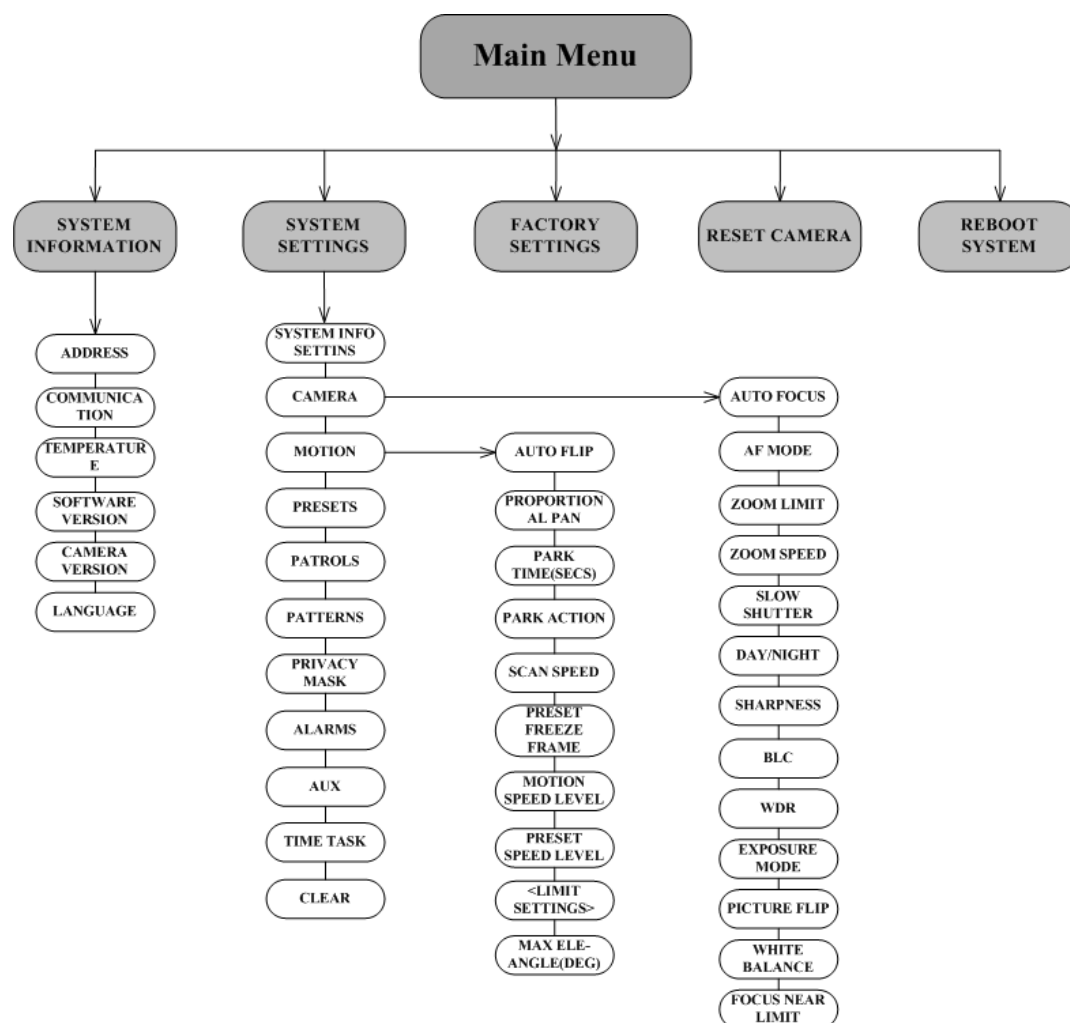 Main Menu
SYSTEM
INFORMATION
SYSTEM
SETTINGS
FACTORY
SETTINGS
RESET CAMERA
REBOOT
SYSTEM
ADDRESS
COMMUNICA
TION
TEMPERATUR
E
SOFTWARE
VERSION
CAMERA
VERSION
LANGUAGE
SYSTEM INFO
SETTINS
CAMERA
MOTION
PRESETS
PATROLS
PATTERNS
PRIVACY
MASK
ALARMS
AUX
TIME TASK
CLEAR
AUTO FLIP
PROPORTION
AL PAN
PARK
TIME(SECS)
PARK ACTION
SCAN SPEED
PRESET
FREEZE
FRAME
MOTION
SPEED LEVEL
PRESET
SPEED LEVEL
<LIMIT
SETTINGS>
MAX ELE-
ANGLE(DEG)
AUTO FOCUS
AF MODE
ZOOM LIMIT
ZOOM SPEED
SLOW
SHUTTER
DAY/NIGHT
SHARPNESS
BLC
WDR
EXPOSURE
MODE
PICTURE FLIP
WHITE
BALANCE
FOCUS NEAR
LIMIT